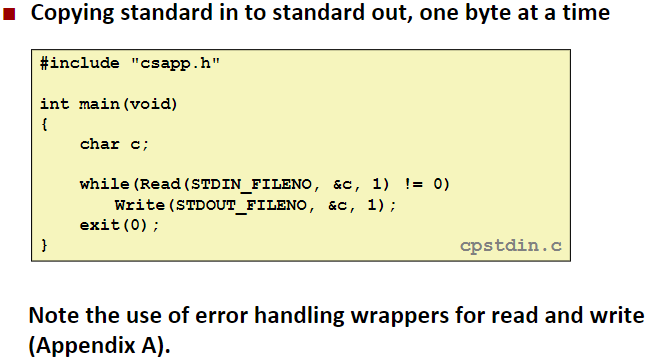 Copying standard in to standard out, one byte at a time
#include "csapp.h"
int main(void)
{
    char c;
    while(Read(STDIN_FILENO, &c, 1) != 0)
        Write(STDOUT_FILENO, &c, 1);
    exit(0);
}
cpstdin.c
Note the use of error handling wrappers for read and write
(Appendix A).